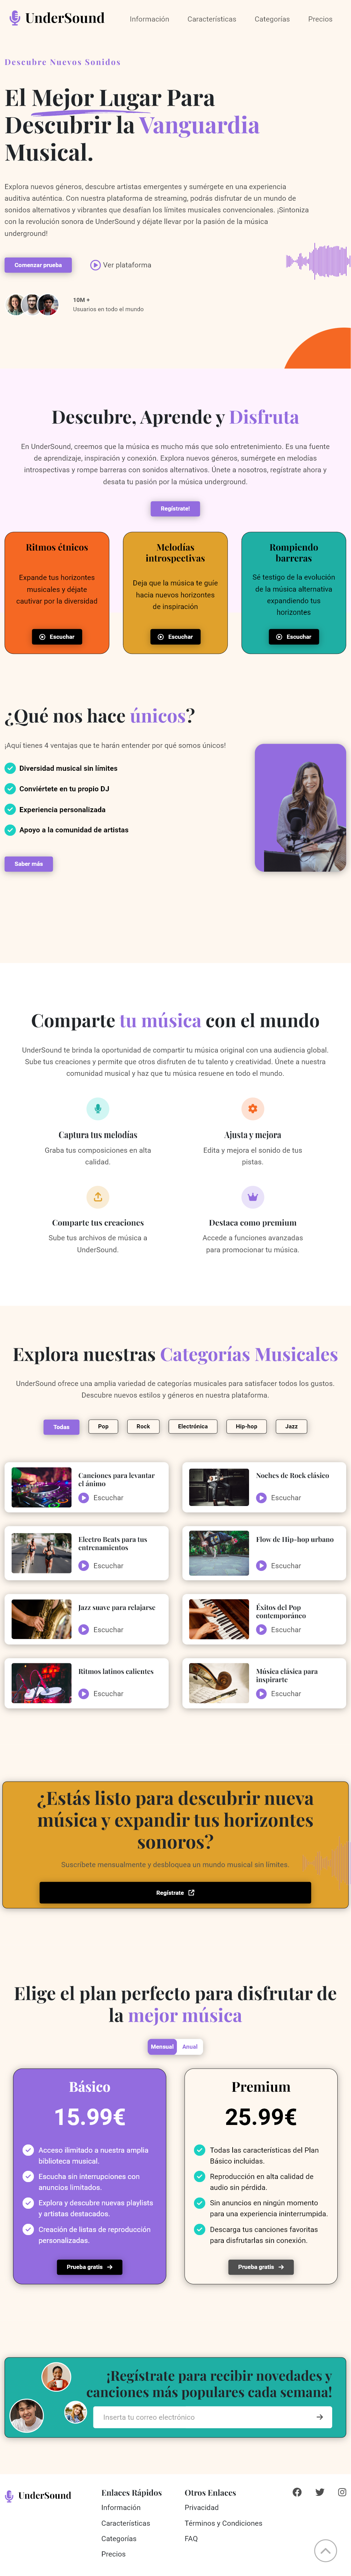 UnderSound
Información Características Categorías Precios
Descubre Nuevos Sonidos
El Mejor Lugar Para
Descubrir la Vanguardia
Musical.
Explora nuevos géneros, descubre artistas emergentes y sumérgete en una experiencia
auditiva auténtica. Con nuestra plataforma de streaming, podrás disfrutar de un mundo de
sonidos alternativos y vibrantes que desafían los límites musicales convencionales. ¡Sintoniza
con la revolución sonora de UnderSound y déjate llevar por la pasión de la música
underground!
Comenzar prueba
Ver plataforma
10M +
Usuarios en todo el mundo
Descubre, Aprende y Disfruta
En UnderSound, creemos que la música es mucho más que solo entretenimiento. Es una fuente
de aprendizaje, inspiración y conexión. Explora nuevos géneros, sumérgete en melodías
introspectivas y rompe barreras con sonidos alternativos. Únete a nosotros, regístrate ahora y
desata tu pasión por la música underground.
Regístrate!
Ritmos étnicos
Expande tus horizontes
musicales y déjate
cautivar por la diversidad
Escuchar
Melodías
introspectivas
Deja que la música te guíe
hacia nuevos horizontes
de inspiración
Escuchar
Rompiendo
barreras
Sé testigo de la evolución
de la música alternativa
expandiendo tus
horizontes
Escuchar
¿Qué nos hace únicos?
¡Aquí tienes 4 ventajas que te harán entender por qué somos únicos!
Diversidad musical sin límites
Conviértete en tu propio DJ
Experiencia personalizada
Apoyo a la comunidad de artistas
Saber más
Comparte tu música con el mundo
UnderSound te brinda la oportunidad de compartir tu música original con una audiencia global.
Sube tus creaciones y permite que otros disfruten de tu talento y creatividad. Únete a nuestra
comunidad musical y haz que tu música resuene en todo el mundo.
Captura tus melodías
Graba tus composiciones en alta
calidad.
Ajusta y mejora
Edita y mejora el sonido de tus
pistas.
Comparte tus creaciones
Sube tus archivos de música a
UnderSound.
Destaca como premium
Accede a funciones avanzadas
para promocionar tu música.
Explora nuestras Categorías Musicales
UnderSound ofrece una amplia variedad de categorías musicales para satisfacer todos los gustos.
Descubre nuevos estilos y géneros en nuestra plataforma.
Todas Pop Rock Electrónica Hip-hop Jazz
Canciones para levantar
el ánimo
Escuchar
Noches de Rock clásico
Escuchar
Electro Beats para tus
entrenamientos
Escuchar
Flow de Hip-hop urbano
Escuchar
Jazz suave para relajarse
Escuchar
Éxitos del Pop
contemporáneo
Escuchar
Ritmos latinos calientes
Escuchar
Música clásica para
inspirarte
Escuchar
¿Estás listo para descubrir nueva
música y expandir tus horizontes
sonoros?
Suscríbete mensualmente y desbloquea un mundo musical sin límites.
Regístrate
Elige el plan perfecto para disfrutar de
la mejor música
Mensual Anual
Básico
15.99€
Acceso ilimitado a nuestra amplia
biblioteca musical.
Escucha sin interrupciones con
anuncios limitados.
Explora y descubre nuevas playlists
y artistas destacados.
Creación de listas de reproducción
personalizadas.
Prueba gratis
Premium
25.99€
Todas las características del Plan
Básico incluidas.
Reproducción en alta calidad de
audio sin pérdida.
Sin anuncios en ningún momento
para una experiencia ininterrumpida.
Descarga tus canciones favoritas
para disfrutarlas sin conexión.
Prueba gratis
¡Regístrate para recibir novedades y
canciones más populares cada semana!
Inserta tu correo electrónico
UnderSound
Enlaces Rápidos
Información
Características
Categorías
Precios
Otros Enlaces
Privacidad
Términos y Condiciones
FAQ